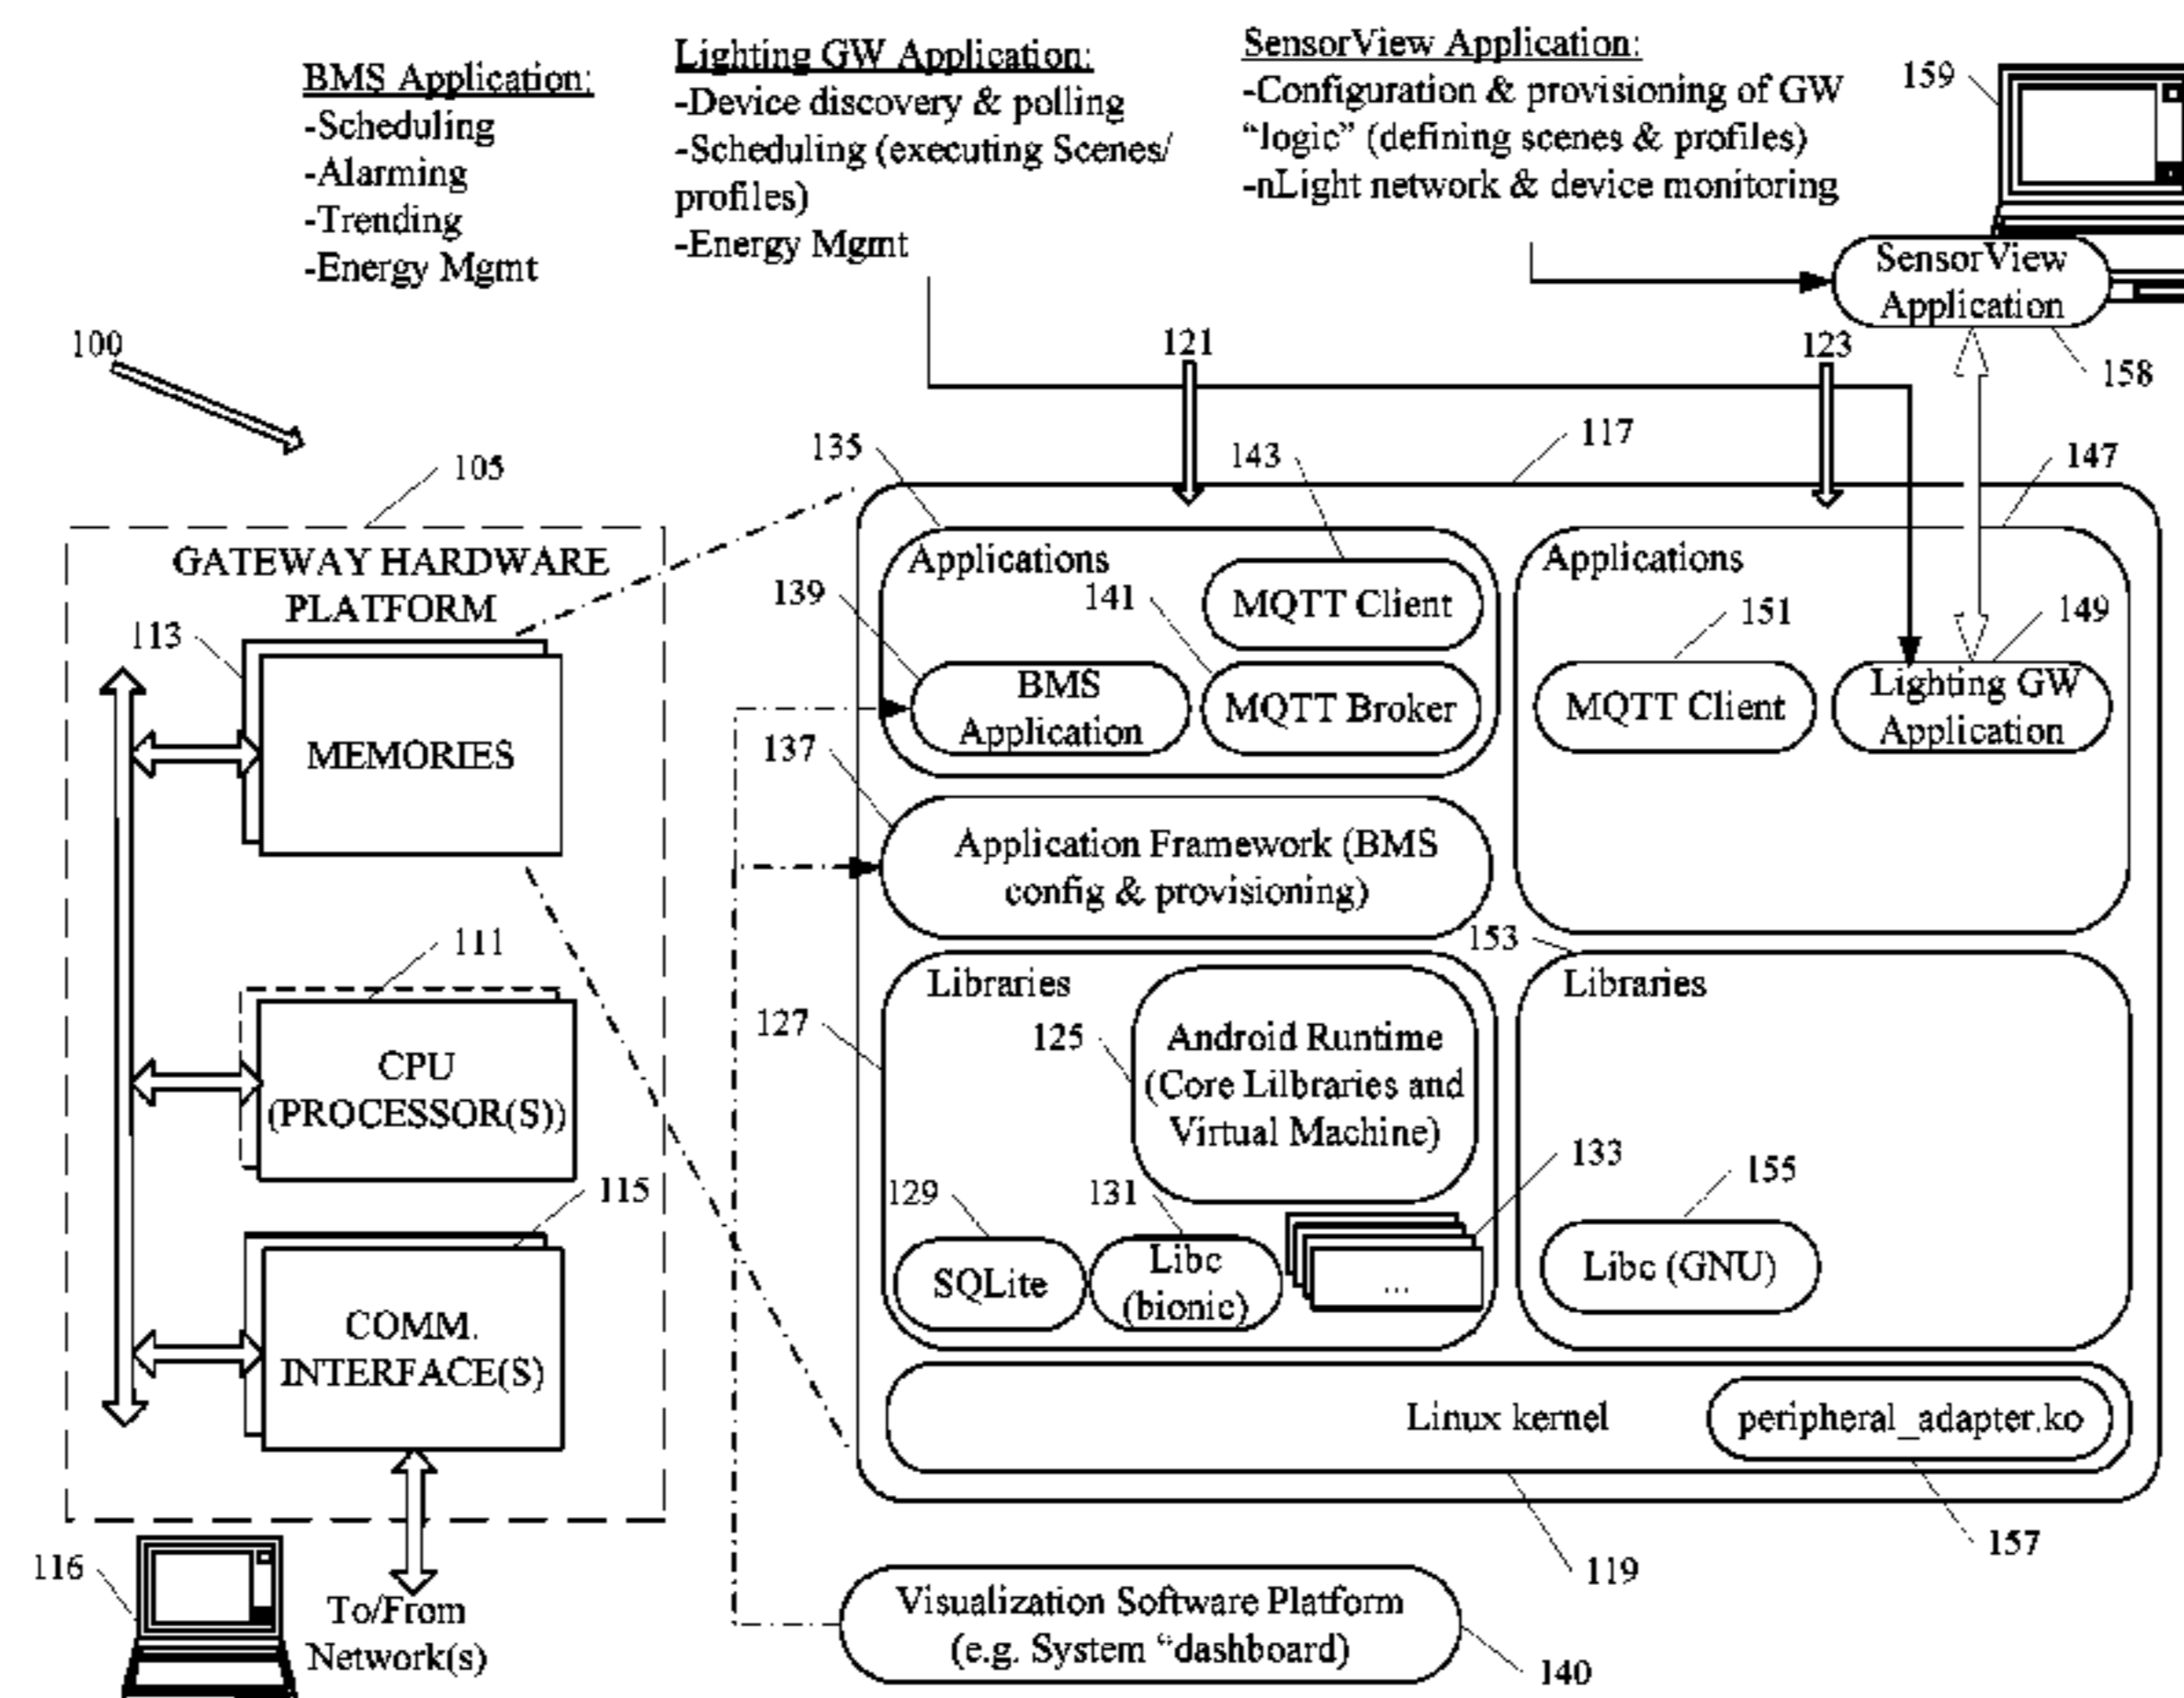 BMS Application:
-Scheduling
-Alarming
-Trending
-Energy Mgmt
Lighting GW Application:
-Device discovery & polling
-Scheduling (executing Scenes/
profiles)
-Energy Mgmt
SensorView Application:
-Configuration & provisioning of GW
“logic” (defining scenes & profiles)
-nLight network & device monitoring
159
SensorView
Application
158
100
121
123
105
GATEWAY HARDWARE
PLATFORM
113
MEMORIES
111
CPU
(PROCESSOR(S))
115
COMM.
INTERFACE(S)
116
To/From
Network(s)
117
135
143
147
Applications
MQTT Client
139
141
BMS
Application
MQTT Broker
Applications
151
149
MQTT Client
Lighting GW
Application
137
Application Framework (BMS
config & provisioning)
153
Libraries
127
125
Android Runtime
(Core Lilbraries and
Virtual Machine)
133
129
131
SQLite
Libc
(bionic)
...
Libraries
155
Libc (GNU)
Linux kernel
peripheral_adapter.ko
157
119
Visualization Software Platform
(e.g. System “dashboard)
140